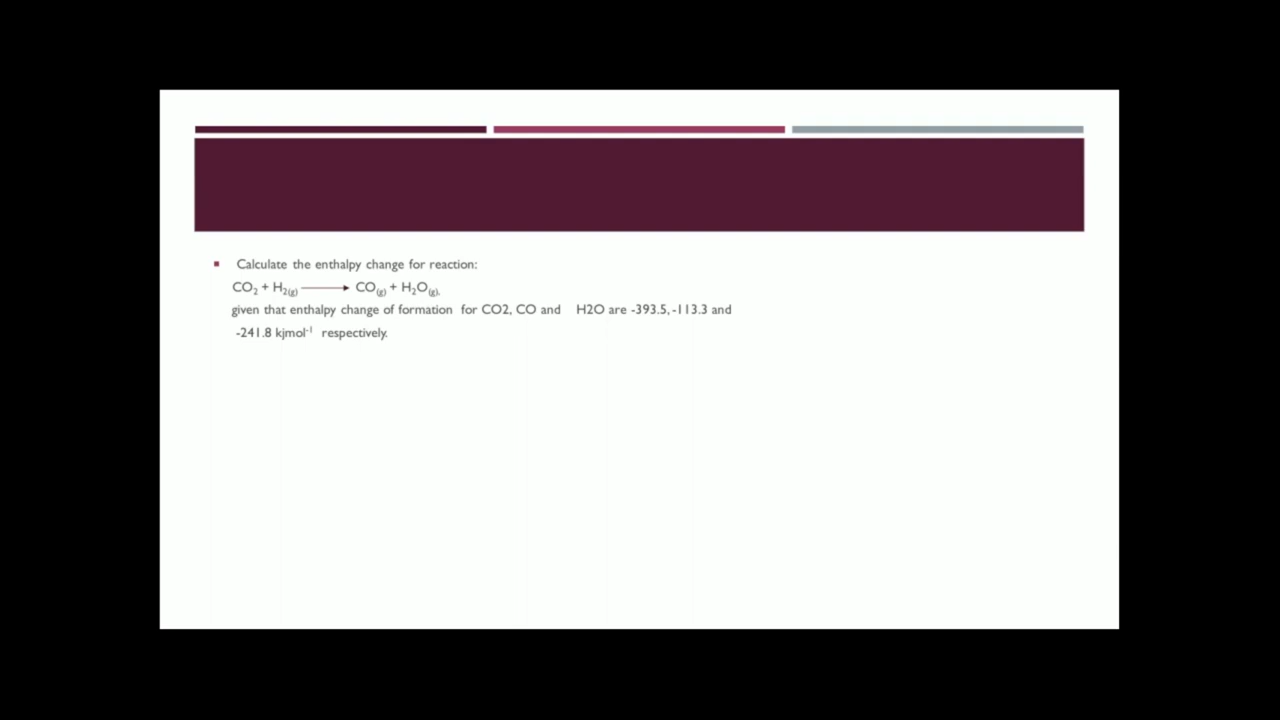 Calculate the enthalpy change for reaction:
CO₂ + H₂(g) ⟶ CO(g) + H₂O(g),
given that enthalpy change of formation for CO2, CO and H2O are -393.5, -113.3 and
-241.8 kjmol⁻¹ respectively.